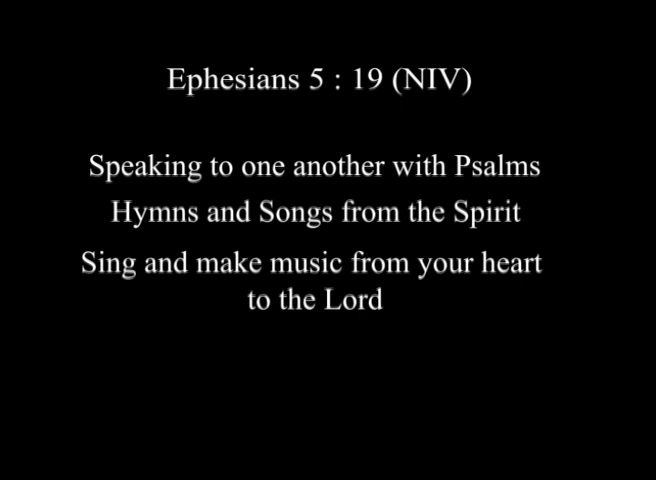 Ephesians 5 : 19 (NIV)
Speaking to one another with Psalms
Hymns and Songs from the Spirit
Sing and make music from your heart
to the Lord